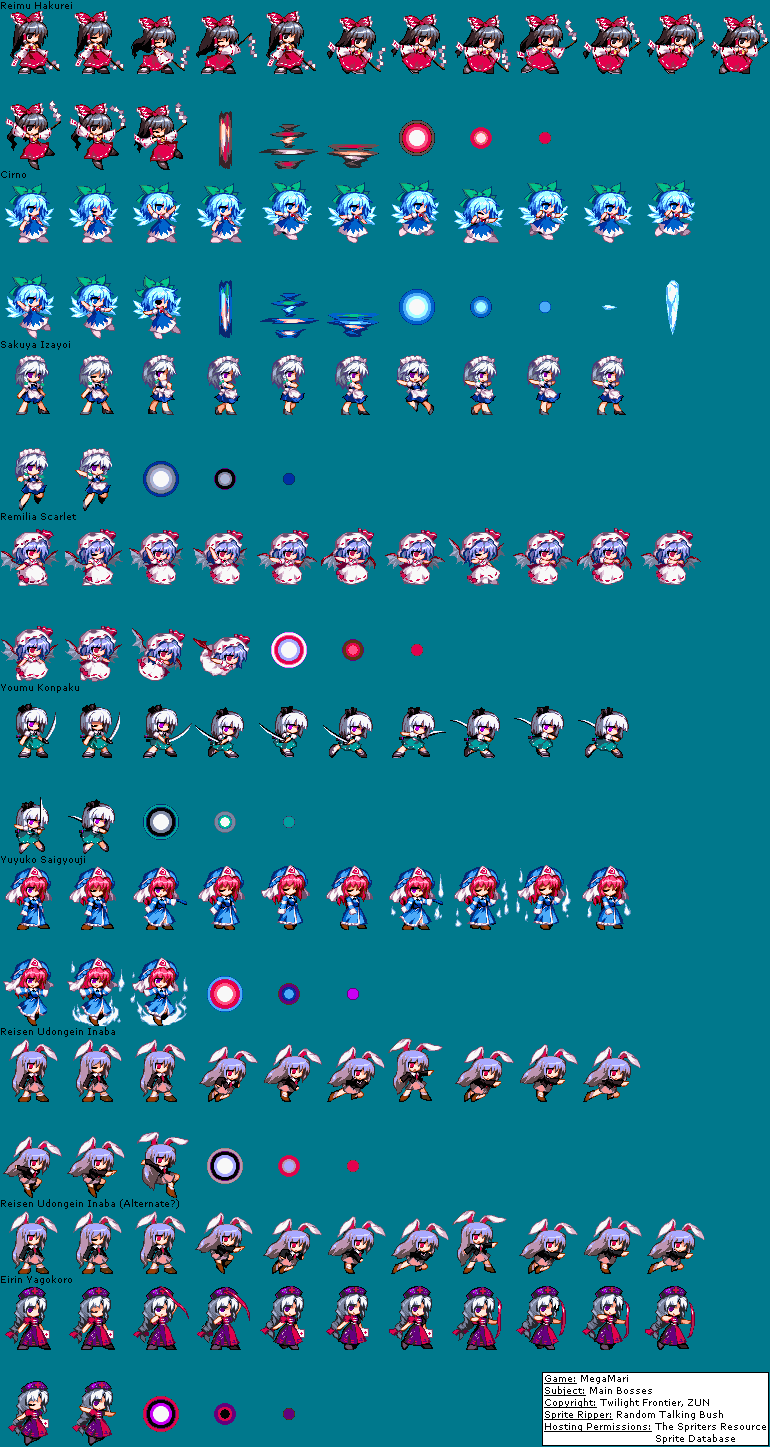 Reimu Hakurei
Cirno
Sakuya Izayoi
Remilia Scarlet
Youmu Konpaku
Yuyuko Saigyouji
Reisen Udongein Inaba
Reisen Udongein Inaba (Alternate?)
Eirin Yagokoro
Game: MegaMari
Subject: Main Bosses
Copyright: Twilight Frontier, ZUN
Sprite Ripper: Random Talking Bush
Hosting Permissions: The Spriters Resource
Sprite Database